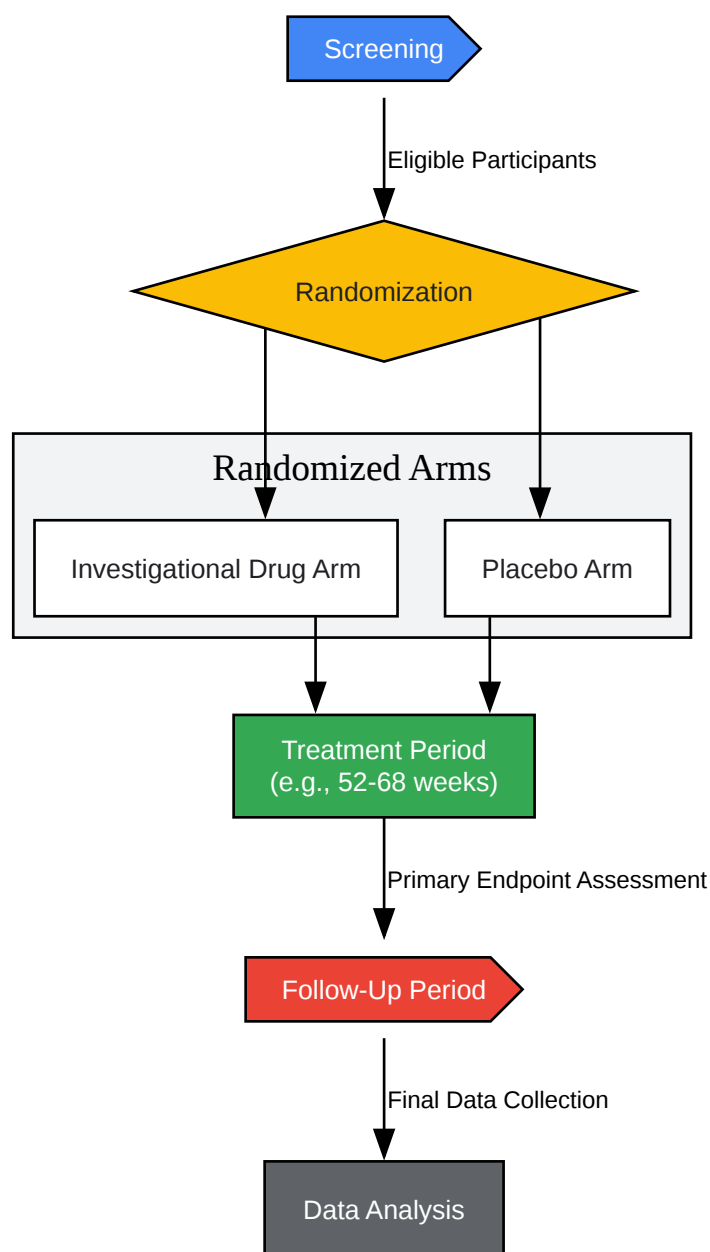 Screening
Eligible Participants
Randomization
Randomized Arms
Investigational Drug Arm
Placebo Arm
Treatment Period
(e.g., 52-68 weeks)
Primary Endpoint Assessment
Follow-Up Period
Final Data Collection
Data Analysis